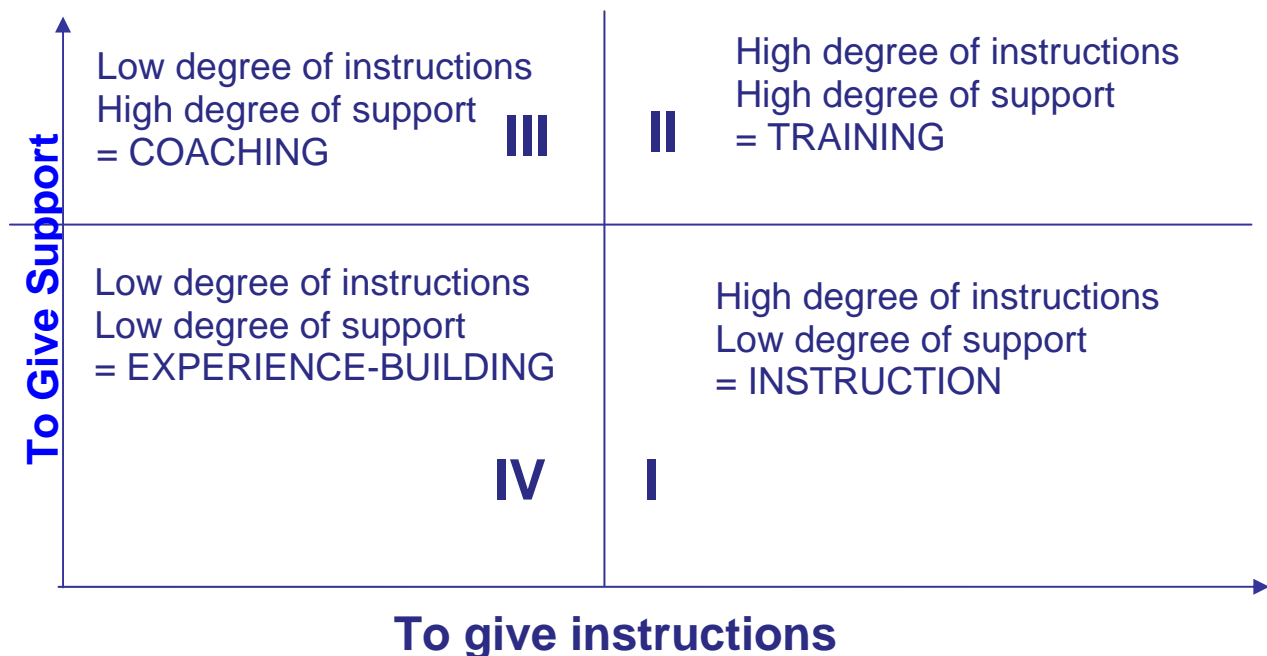 Low degree of instructions
High degree of support
= COACHING
III
II
High degree of instructions
High degree of support
= TRAINING
To Give Support
Low degree of instructions
Low degree of support
= EXPERIENCE-BUILDING
IV
I
High degree of instructions
Low degree of support
= INSTRUCTION
To give instructions